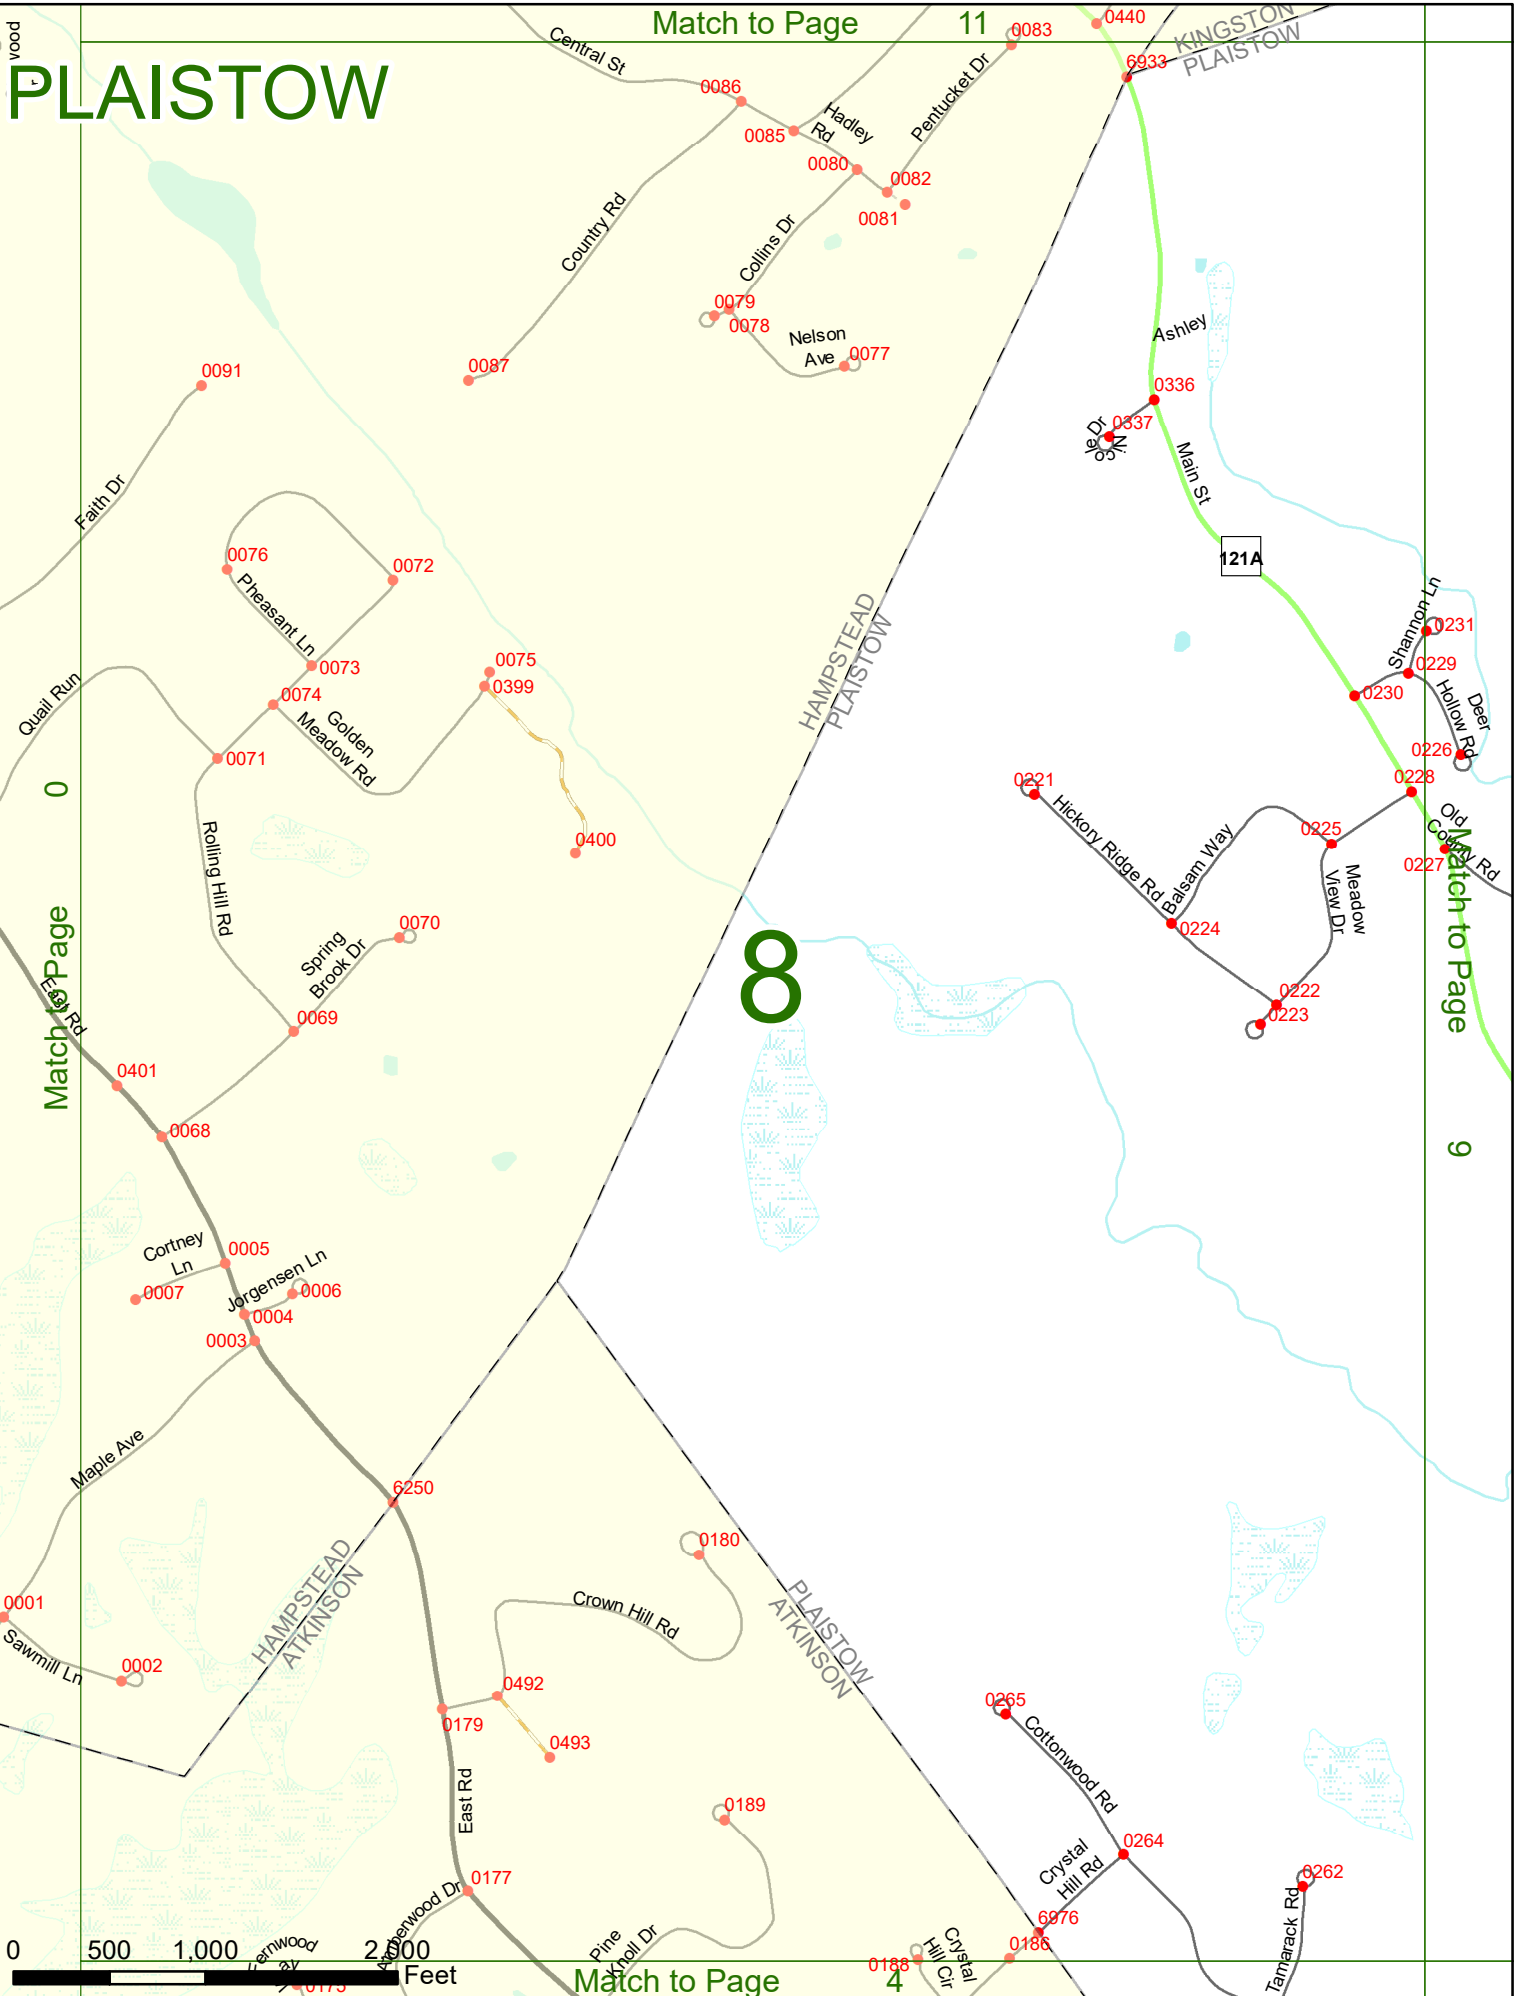 Match to Page 11
PLAISTOW
wood
Central St
0083
0440
KINGSTON
PLAISTOW
6933
0086
Pentucket Dr
Hadley
Rd
0085
0080
0082
0081
Country Rd
Collins Dr
0079
0078
Nelson
Ave
0077
Ashley
0091
0087
0336
0337
Nicole Dr
Main St
Faith Dr
121A
0076
0072
Pheasant Ln
HAMPSTEAD
PLAISTOW
Shannon Ln
0231
0073
0075
0399
0229
0230
Quail Run
0074
Golden
Meadow Rd
Deer
Hollow Rd
0071
0226
0
0221
0228
Hickory Ridge Rd
Old
County Rd
Rolling Hill Rd
0400
Balsam Way
0225
0227
Meadow
View Dr
Match to Page
9
Match to Page
East Rd
0070
Spring
Brook Dr
0224
8
0222
0223
0069
0401
0068
Cortney
Ln
0005
Jorgensen Ln
0007
0006
0004
0003
Maple Ave
6250
HAMPSTEAD
ATKINSON
0180
PLAISTOW
ATKINSON
Crown Hill Rd
0001
Sawmill Ln
0002
0492
0179
0493
0265
Cottonwood Rd
East Rd
0189
0264
Crystal
Hill Rd
0177
0262
Amberwood Dr
Tamarack Rd
6976
Pine
Knoll Dr
0186
0188
Crystal
Hill Cir
0 500 1,000 2,000
Feet
0175
Match to Page 4